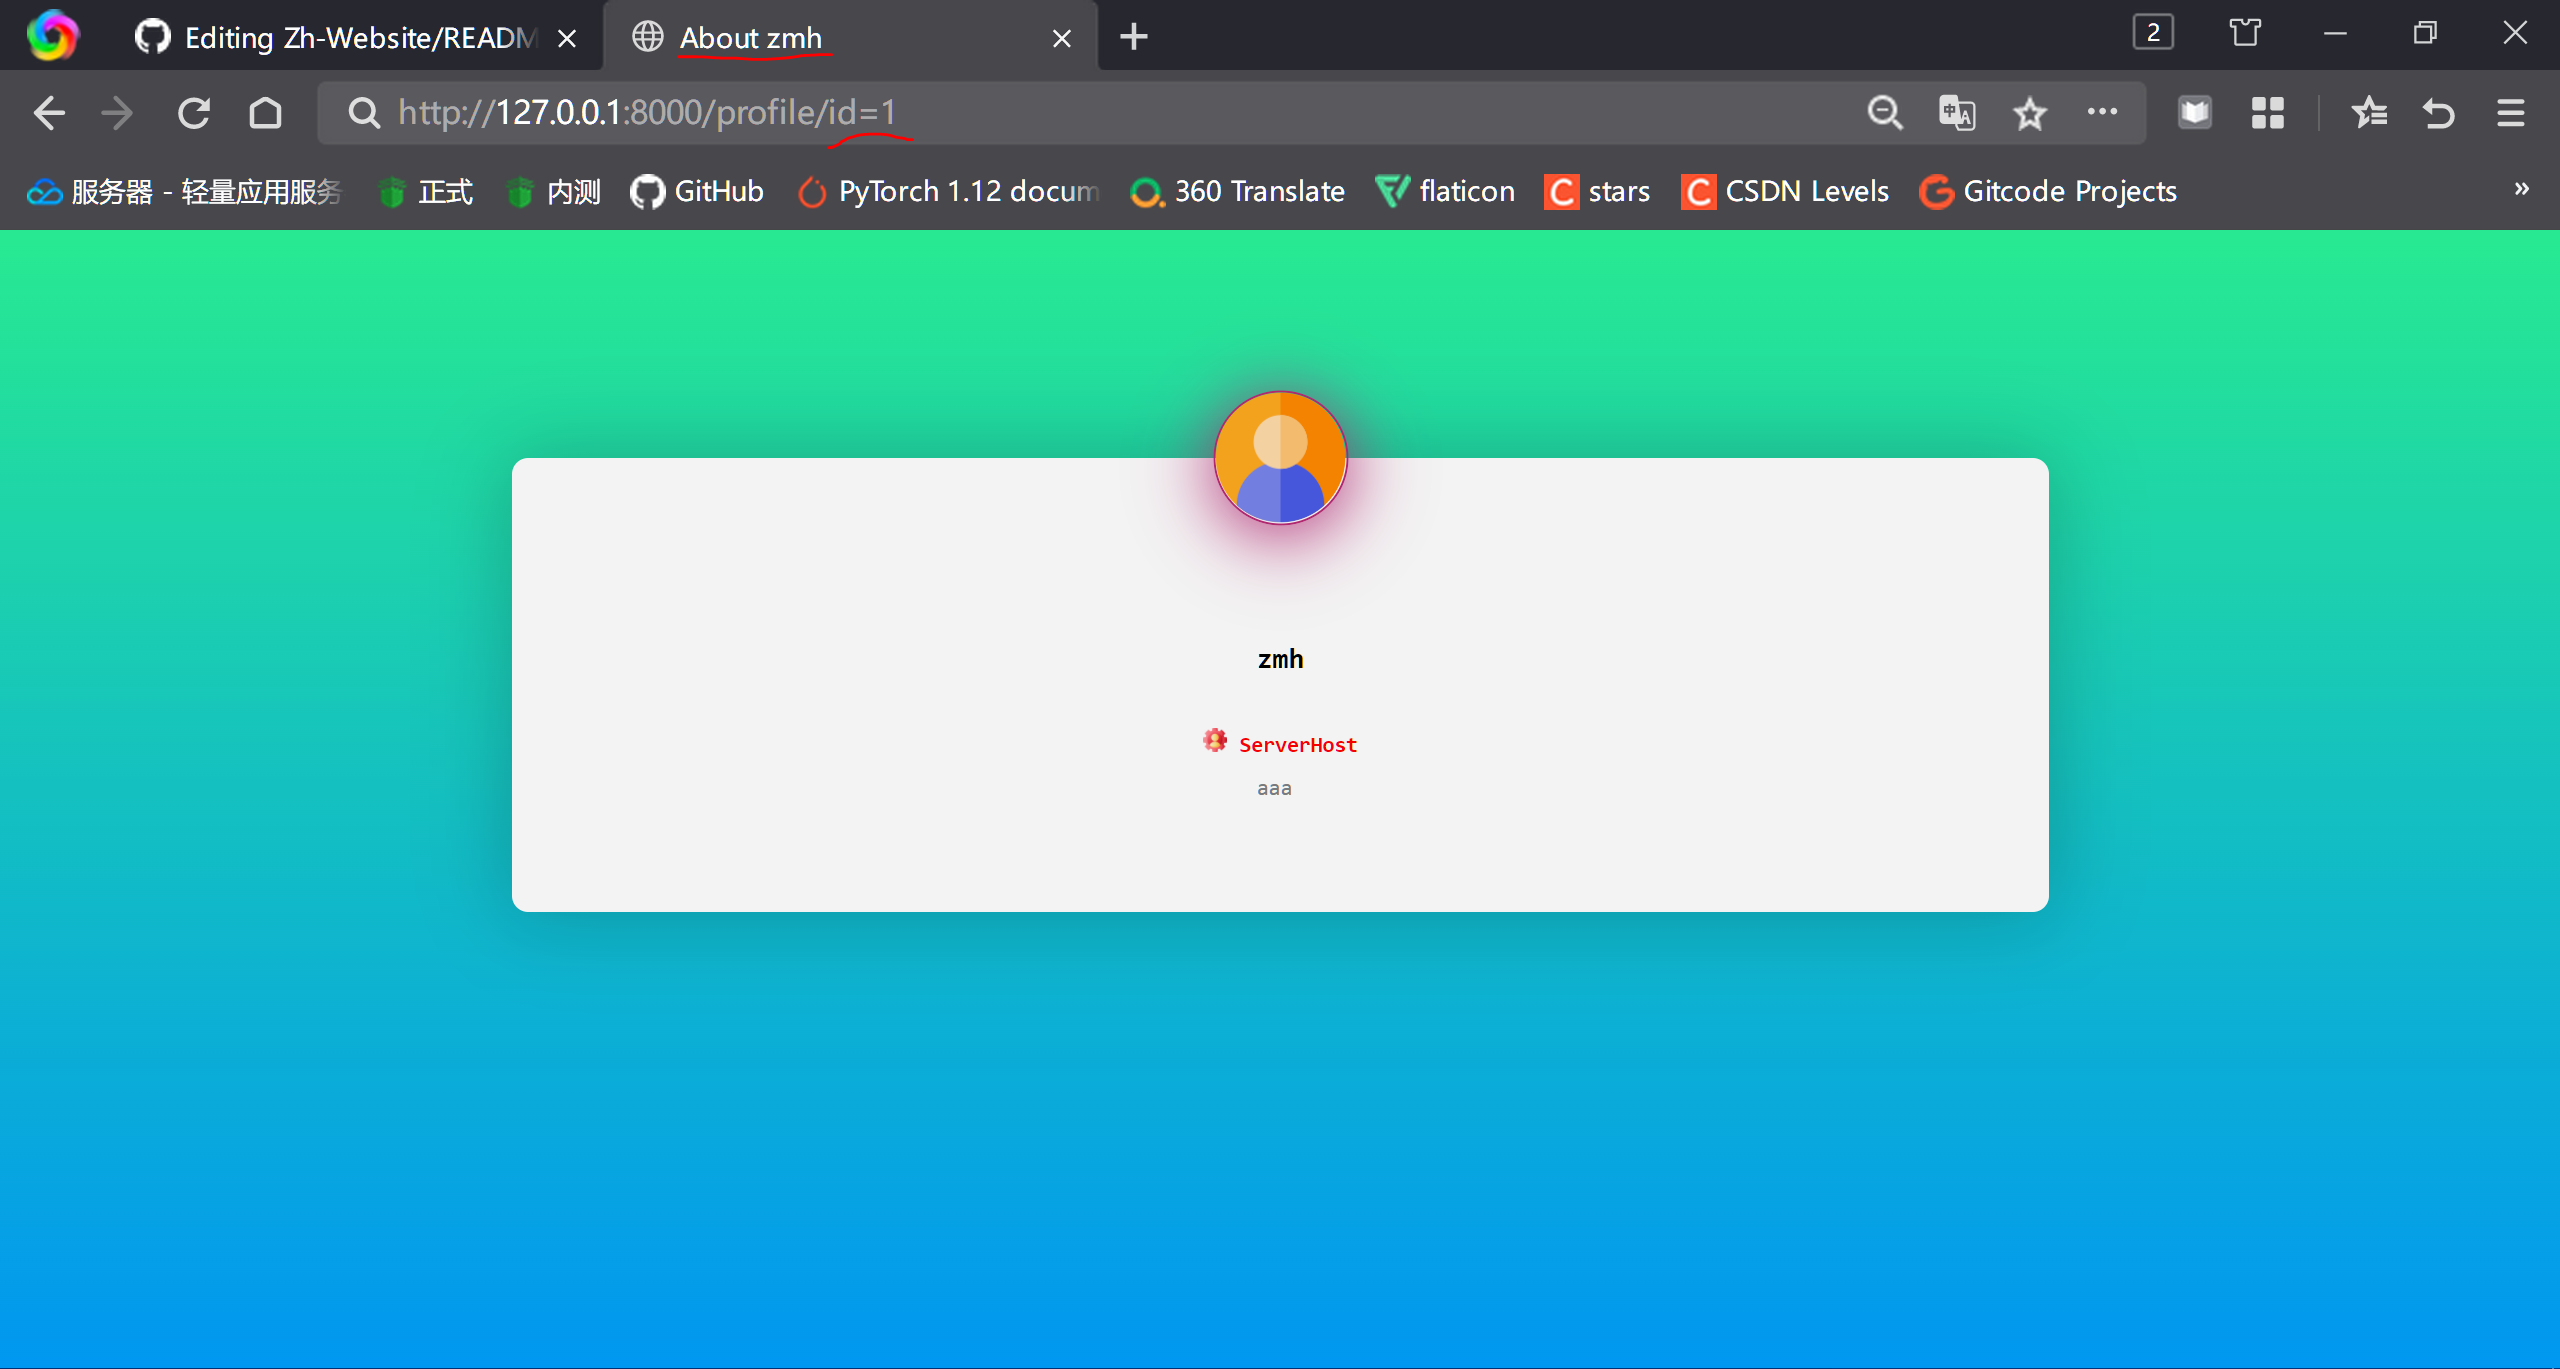 Editing Zh-Website/READM
About zmh
2
http://127.0.0.1:8000/profile/id=1
服务器 - 轻量应用服务
正式
内测
GitHub
PyTorch 1.12 docum
360 Translate
flaticon
stars
CSDN Levels
Gitcode Projects
zmh
ServerHost
aaa